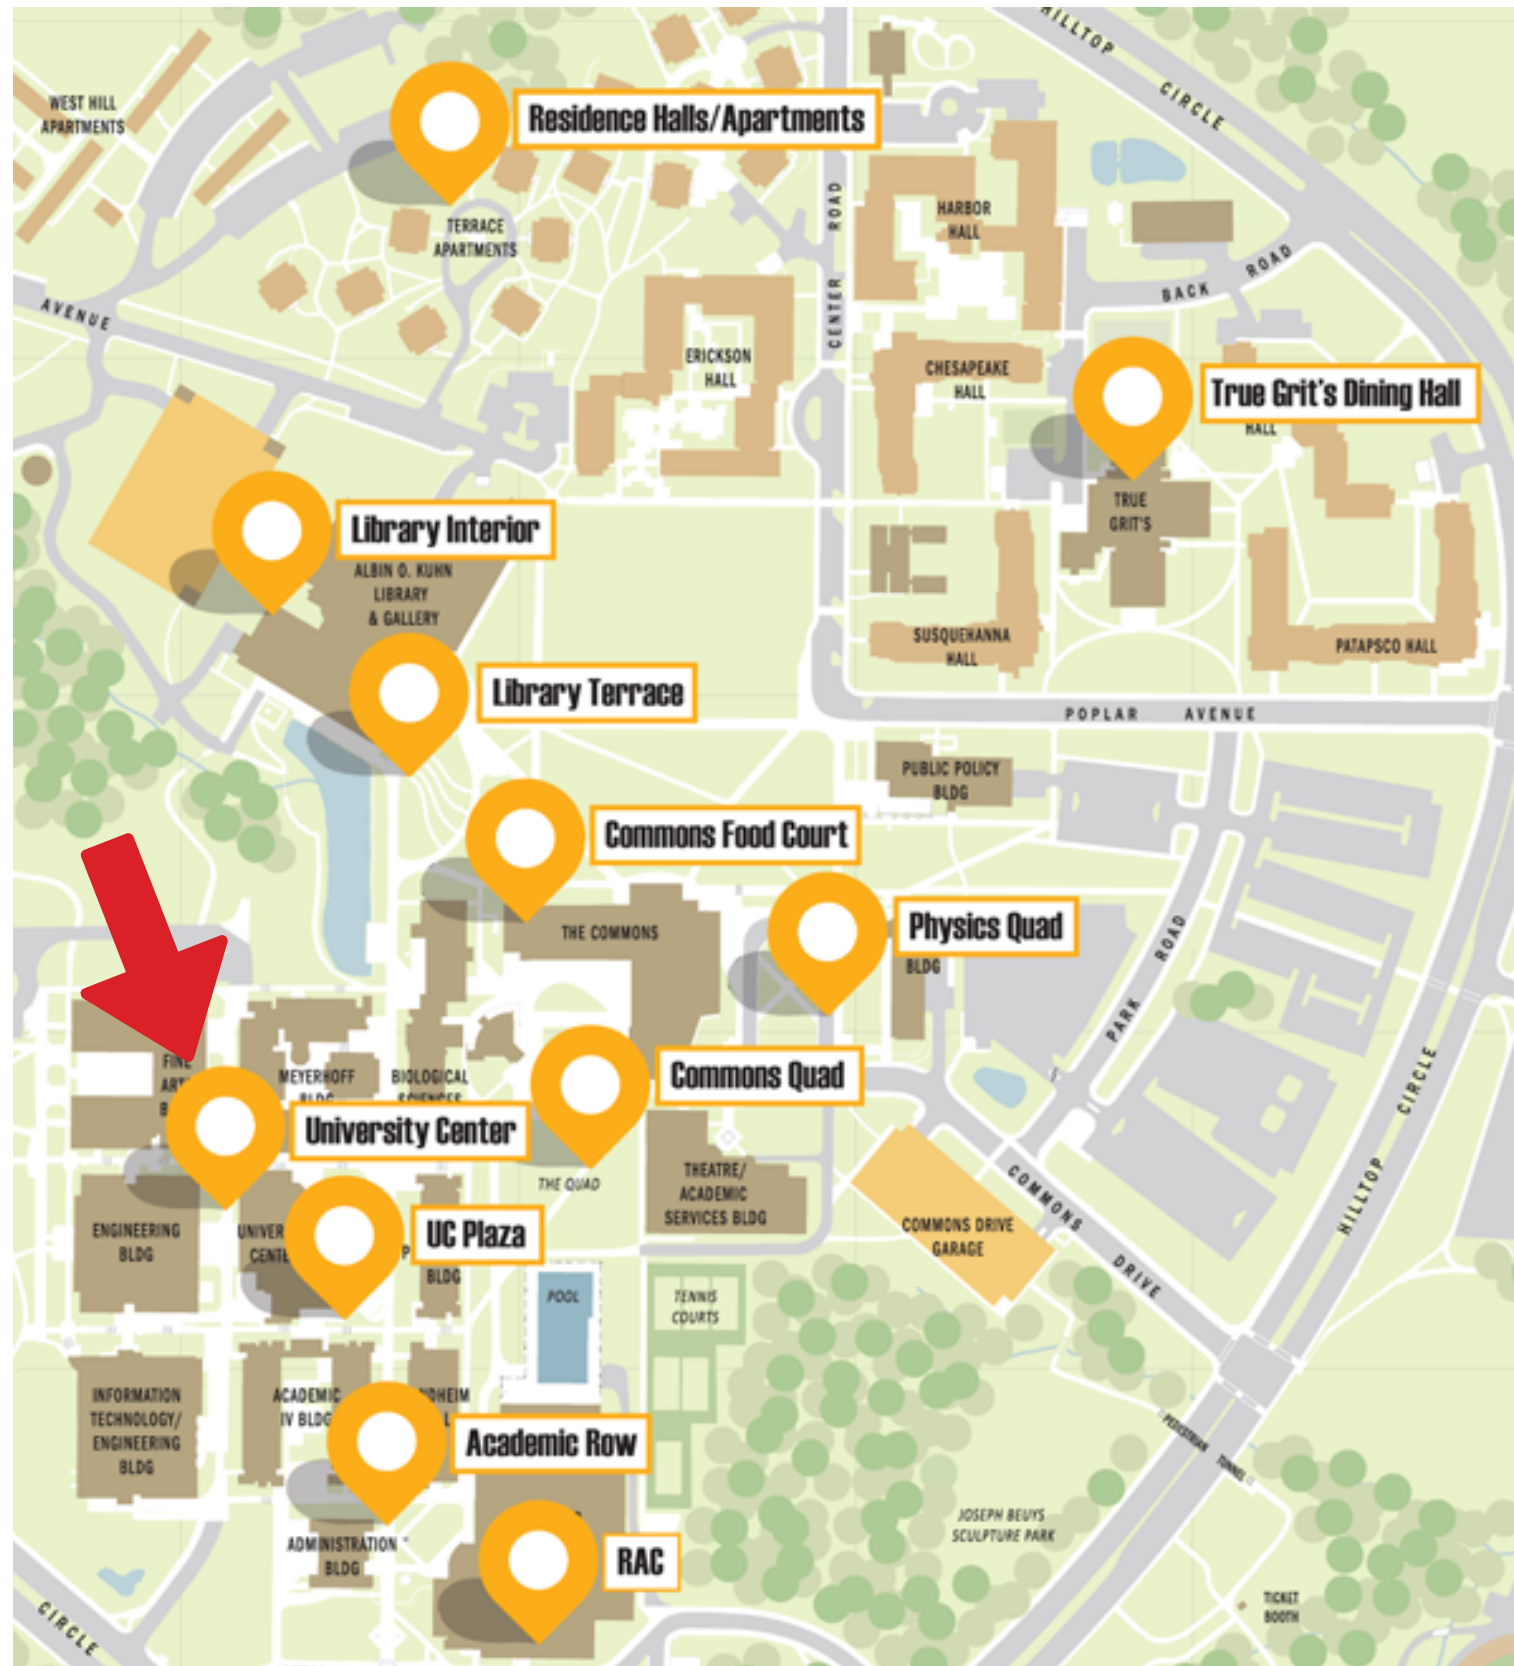 HILLTOP CIRCLE
WEST HILL
APARTMENTS
Residence Halls/Apartments
TERRACE
APARTMENTS
CENTER ROAD
HARBOR
HALL
BACK ROAD
AVENUE
ERICKSON
HALL
CHESAPEAKE
HALL
True Grit's Dining Hall
HALL
TRUE
GRIT'S
Library Interior
ALBIN O. KUHN
LIBRARY
& GALLERY
SUSQUEHANNA
HALL
PATAPSCO HALL
Library Terrace
POPLAR AVENUE
PUBLIC POLICY
BLDG
Commons Food Court
THE COMMONS
Physics Quad
BLDG
PARK ROAD
FINE
MEYERHOFF
BLDG
BIOLOGICAL
SCIENCES
Commons Quad
University Center
THE QUAD
THEATRE/
ACADEMIC
SERVICES BLDG
COMMONS DRIVE
GARAGE
COMMONS DRIVE
HILLTOP CIRCLE
ENGINEERING
BLDG
UC Plaza
BLDG
POOL
TENNIS
COURTS
INFORMATION
TECHNOLOGY/
ENGINEERING
BLDG
ACADEMIC
IV BLDG
Academic Row
PEDESTRIAN TUNNEL
ADMINISTRATION
BLDG
RAC
JOSEPH BEUYS
SCULPTURE PARK
TICKET
BOOTH
CIRCLE